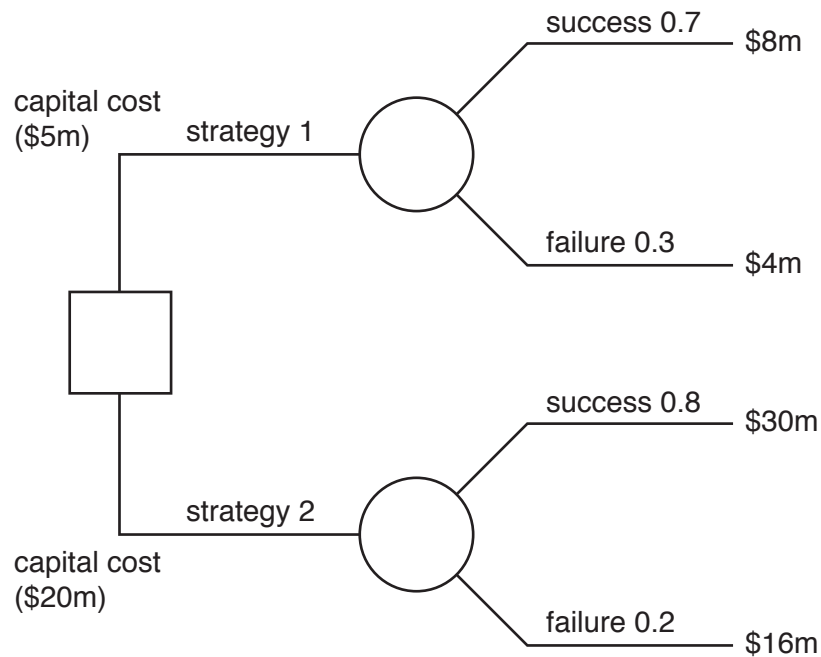 success 0.7
$8m
capital cost
($5m)
strategy 1
failure 0.3
$4m
success 0.8
$30m
strategy 2
capital cost
($20m)
failure 0.2
$16m